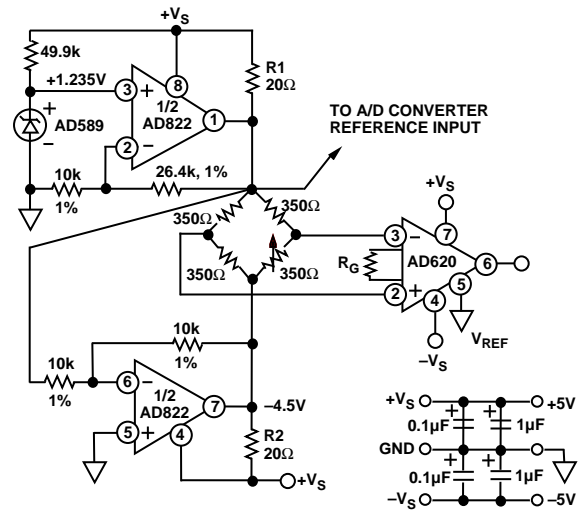 +VS
49.9k
+1.235V
R1
20Ω
8
3
+
1/2
AD822
1
2
−
+
−
AD589
TO A/D CONVERTER
REFERENCE INPUT
10k
1%
26.4k, 1%
350Ω
350Ω
350Ω
350Ω
+VS
3
−
7
RG
AD620
6
2
+
4
5
−VS
VREF
10k
1%
10k
1%
6
−
1/2
AD822
7
−4.5V
5
+
4
R2
20Ω
+VS
+VS
+5V
0.1µF
+
+
1µF
GND
0.1µF
+
+
1µF
−VS
−5V